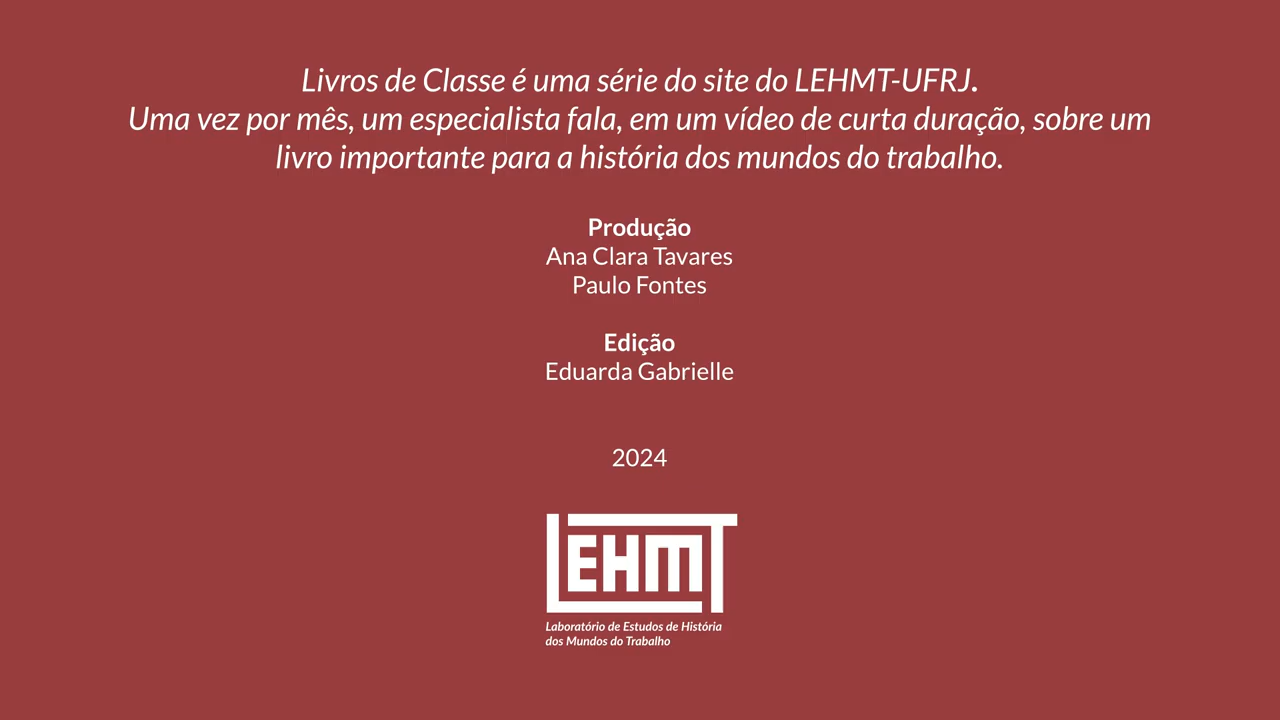 Livros de Classe é uma série do site do LEHMT-UFRJ.
Uma vez por mês, um especialista fala, em um vídeo de curta duração, sobre um
livro importante para a história dos mundos do trabalho.
Produção
Ana Clara Tavares
Paulo Fontes
Edição
Eduarda Gabrielle
2024
LEHMT
Laboratório de Estudos de História
dos Mundos do Trabalho